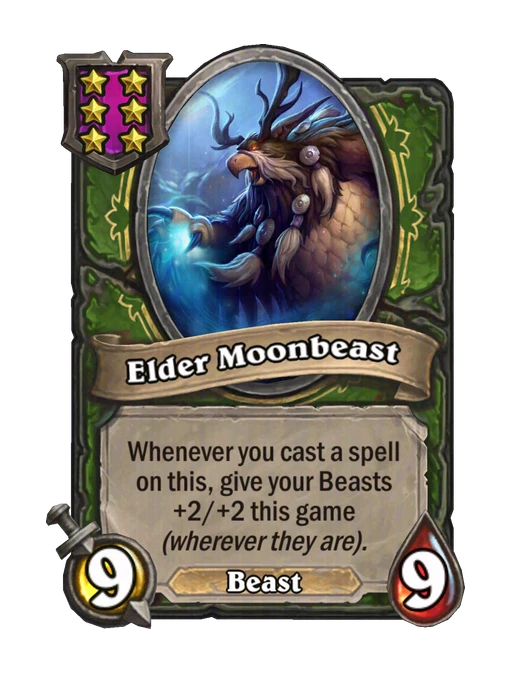 Elder Moonbeast
Whenever you cast a spell
on this, give your Beasts
+2/+2 this game
(wherever they are).
9
Beast
9